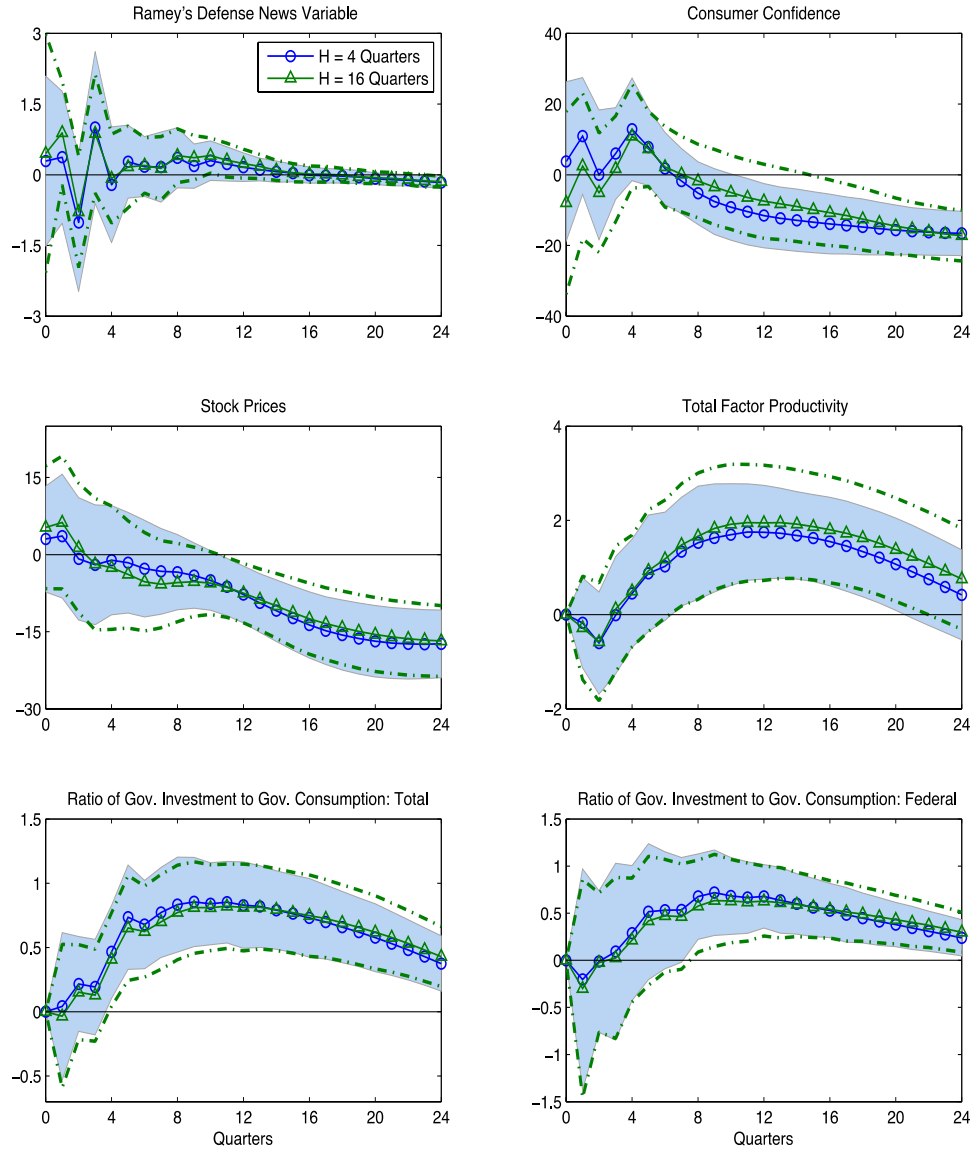 Ramey's Defense News Variable
3
1.5
0
−1.5
−3
0 4 8 12 16 20 24
H = 4 Quarters
H = 16 Quarters
Consumer Confidence
40
20
0
−20
−40
0 4 8 12 16 20 24
Stock Prices
15
0
−15
−30
0 4 8 12 16 20 24
Total Factor Productivity
4
2
0
−2
0 4 8 12 16 20 24
Ratio of Gov. Investment to Gov. Consumption: Total
1.5
1
0.5
0
−0.5
0 4 8 12 16 20 24
Quarters
Ratio of Gov. Investment to Gov. Consumption: Federal
1.5
1
0.5
0
−0.5
−1
−1.5
0 4 8 12 16 20 24
Quarters